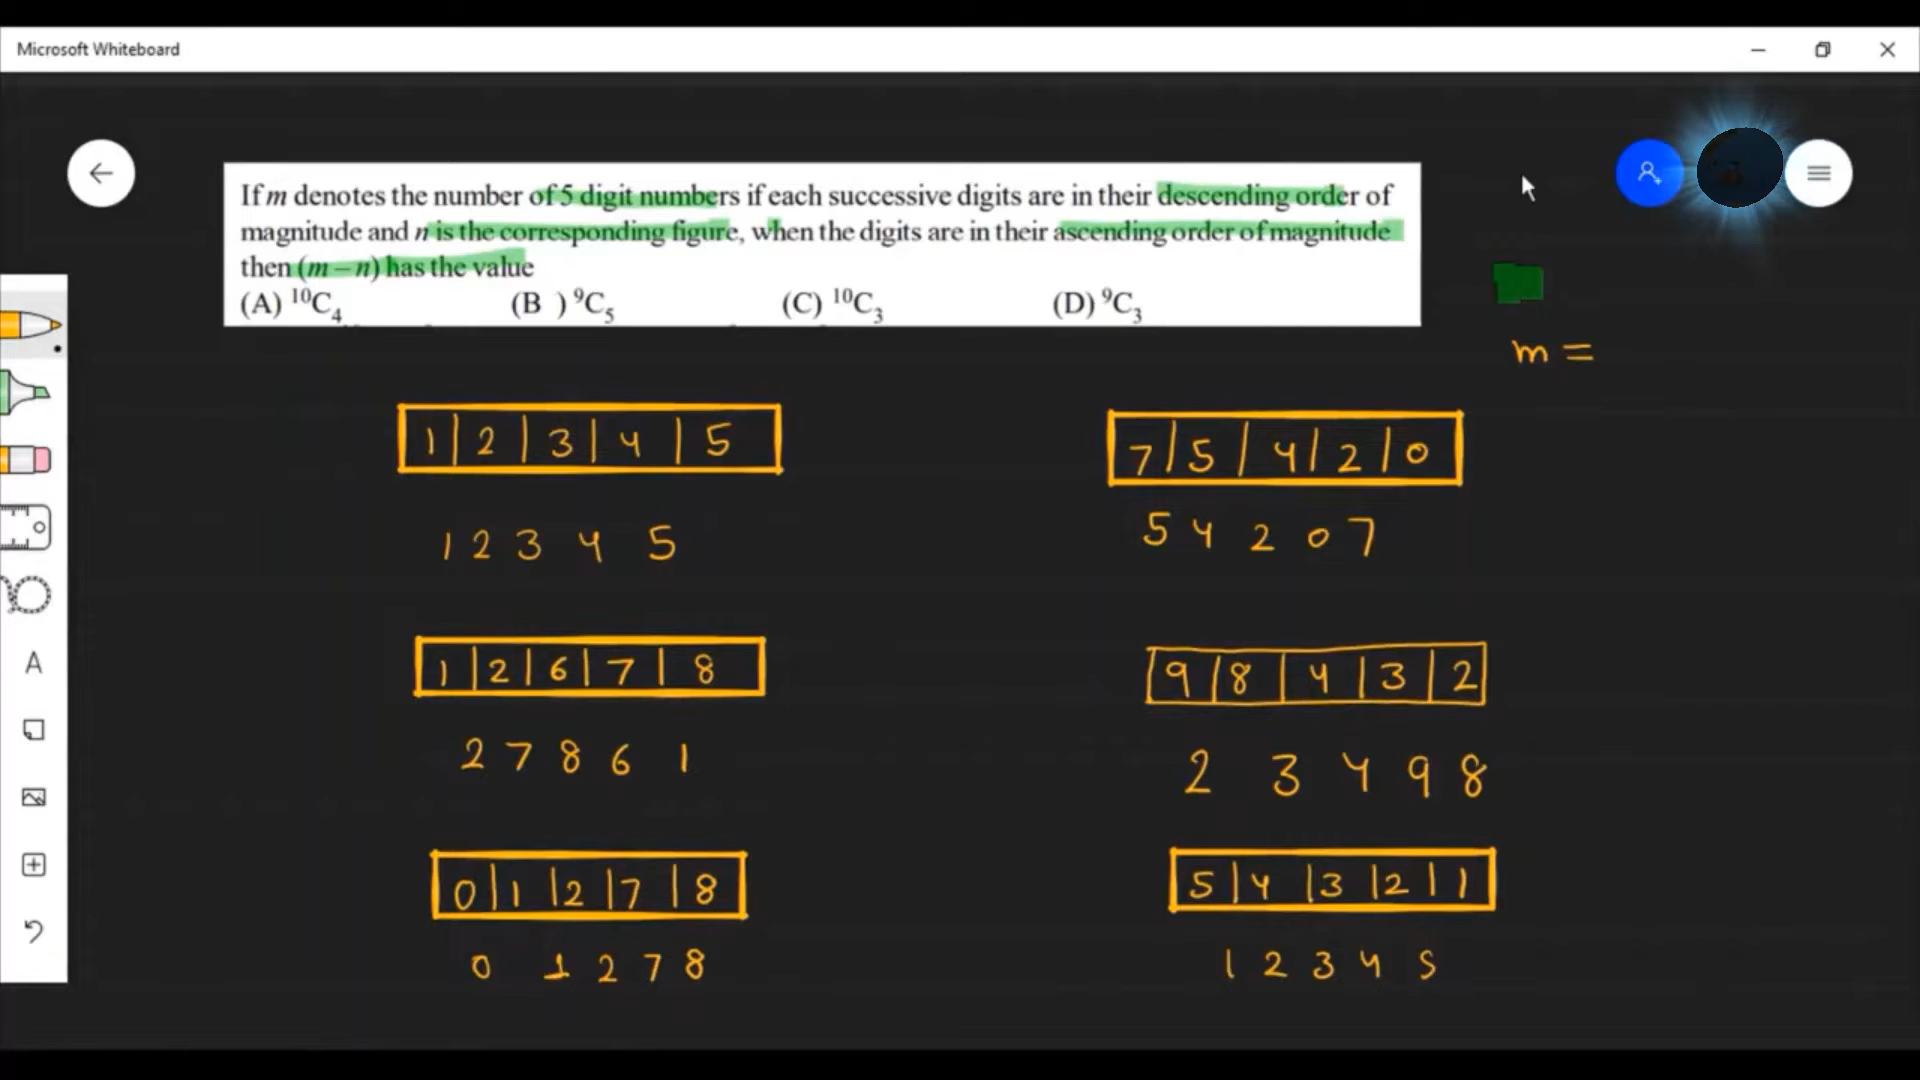 Microsoft Whiteboard
If m denotes the number of 5 digit numbers if each successive digits are in their descending order of
magnitude and n is the corresponding figure, when the digits are in their ascending order of magnitude
then (m – n) has the value
(A) ¹⁰C₄ (B ) ⁹C₅ (C) ¹⁰C₃ (D) ⁹C₃
m =
1 | 2 | 3 | 4 | 5
7 | 5 | 4 | 2 | 0
1 2 3 4 5
5 4 2 0 7
1 | 2 | 6 | 7 | 8
9 | 8 | 4 | 3 | 2
2 7 8 6 1
2 3 4 9 8
0 | 1 | 2 | 7 | 8
5 | 4 | 3 | 2 | 1
0 1 2 7 8
1 2 3 4 5
A